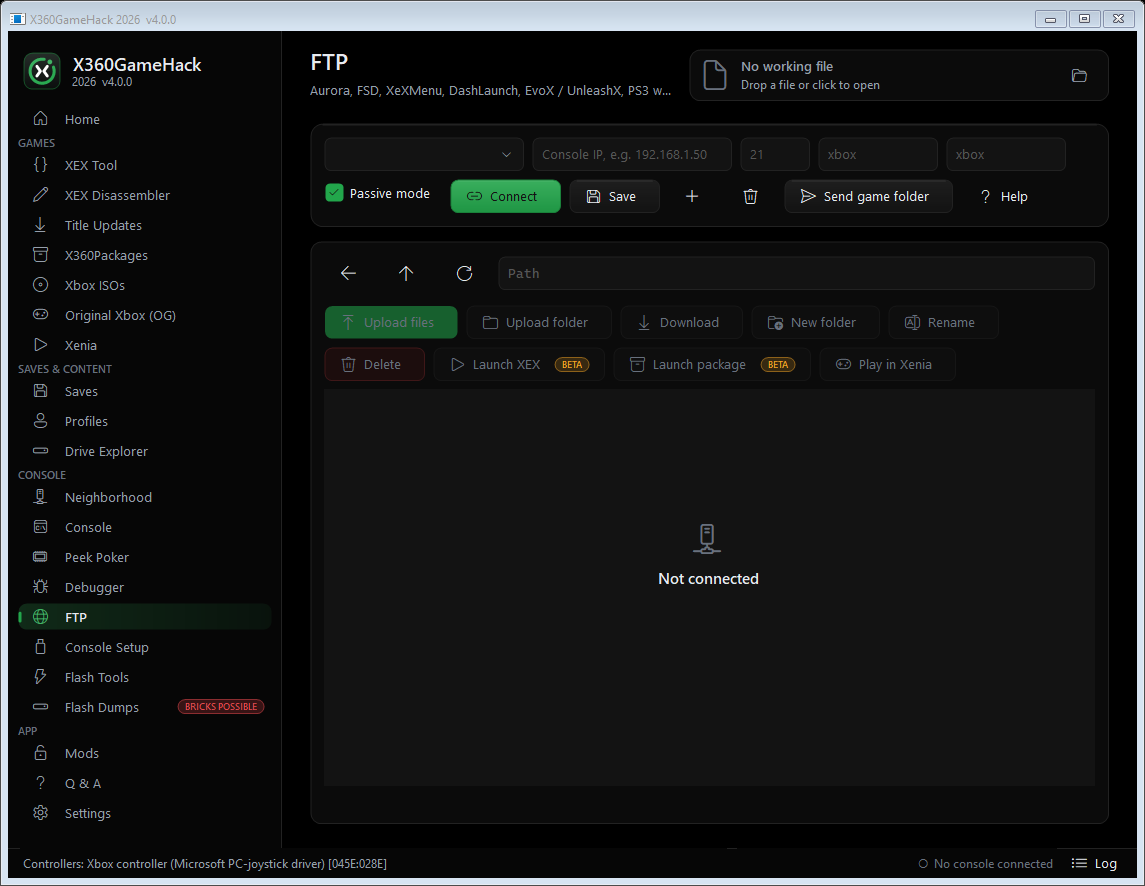 X360GameHack 2026 v4.0.0
X360GameHack
2026 v4.0.0
Home
GAMES
XEX Tool
XEX Disassembler
Title Updates
X360Packages
Xbox ISOs
Original Xbox (OG)
Xenia
SAVES & CONTENT
Saves
Profiles
Drive Explorer
CONSOLE
Neighborhood
Console
Peek Poker
Debugger
FTP
Console Setup
Flash Tools
Flash Dumps BRICKS POSSIBLE
APP
Mods
? Q & A
Settings
FTP
Aurora, FSD, XeXMenu, DashLaunch, EvoX / UnleashX, PS3 w...
No working file
Drop a file or click to open
Console IP, e.g. 192.168.1.50 21 xbox xbox
Passive mode Connect Save + Send game folder ? Help
Path
Upload files Upload folder Download New folder Rename
Delete Launch XEX BETA Launch package BETA Play in Xenia
Not connected
Controllers: Xbox controller (Microsoft PC-joystick driver) [045E:028E] No console connected Log